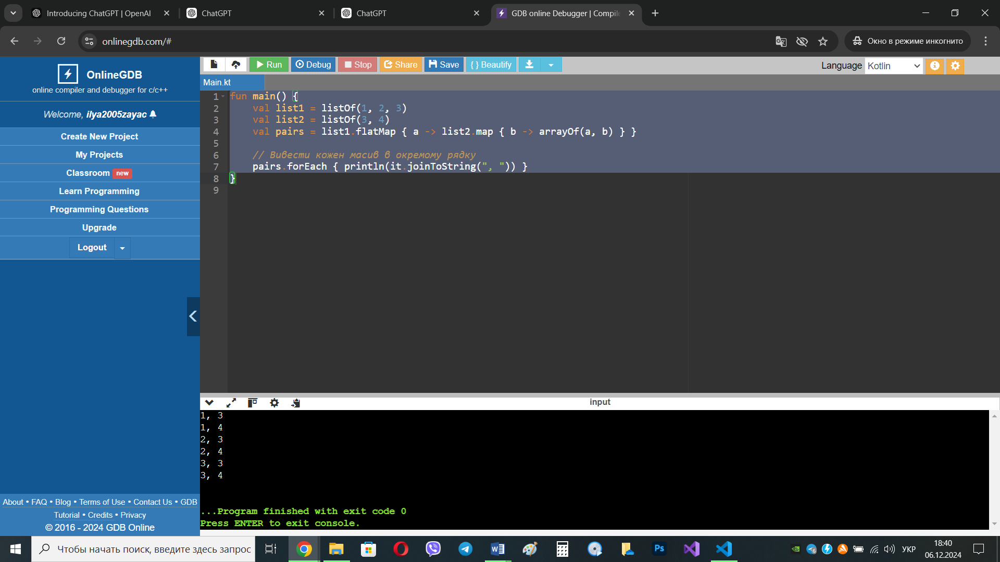 Introducing ChatGPT | OpenAI
ChatGPT
ChatGPT
GDB online Debugger | Compile
onlinegdb.com/#
Окно в режиме инкогнито
OnlineGDB
online compiler and debugger for c/c++
Welcome, ilya2005zayac
Create New Project
My Projects
Classroom new
Learn Programming
Programming Questions
Upgrade
Logout
Run
Debug
Stop
Share
Save
{ } Beautify
Language Kotlin
Main.kt
1 fun main() {
2     val list1 = listOf(1, 2, 3)
3     val list2 = listOf(3, 4)
4     val pairs = list1.flatMap { a -> list2.map { b -> arrayOf(a, b) } }
5
6     // Вивести кожен масив в окремому рядку
7     pairs.forEach { println(it.joinToString(", ")) }
8 }
9
input
1, 3
1, 4
2, 3
2, 4
3, 3
3, 4
...Program finished with exit code 0
Press ENTER to exit console.
About • FAQ • Blog • Terms of Use • Contact Us • GDB
Tutorial • Credits • Privacy
© 2016 - 2024 GDB Online
Чтобы начать поиск, введите здесь запрос
Ps
6
УКР
18:40
06.12.2024